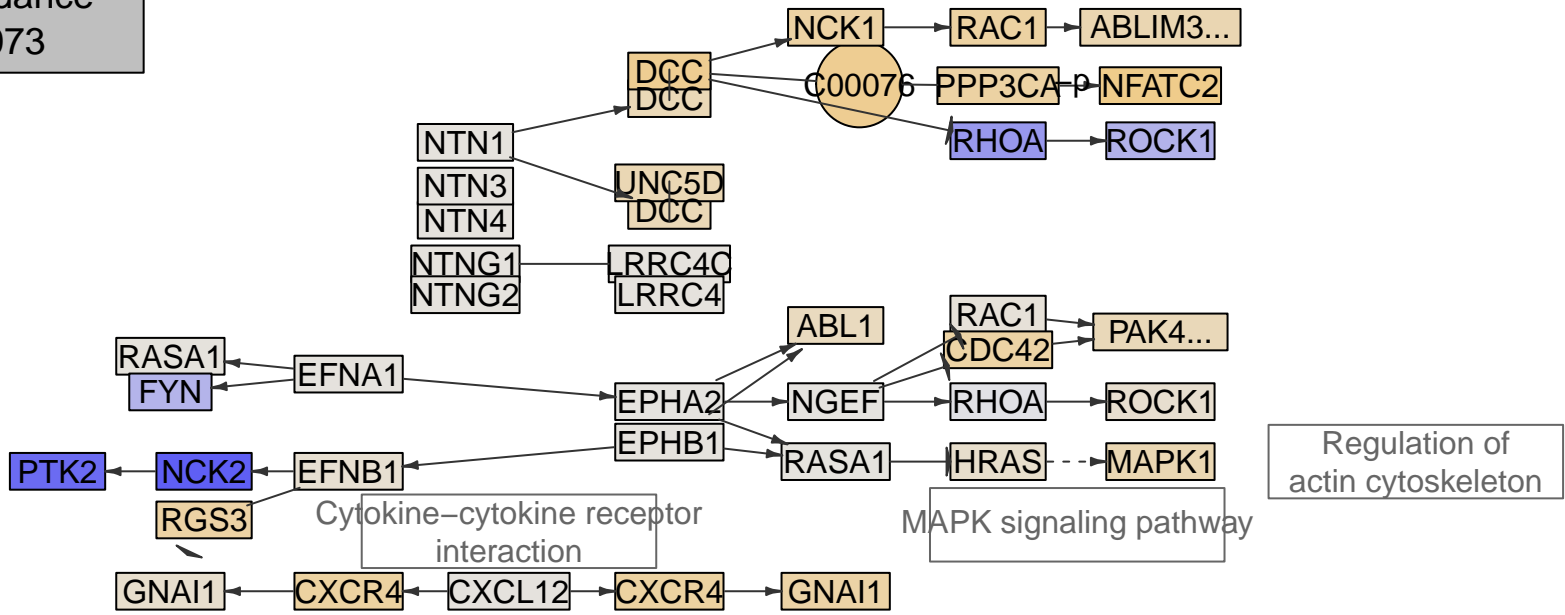 073
NCK1
RAC1
ABLIM3...
DCC
DCC
C00076
PPP3CA
–p
NFATC2
NTN1
RHOA
ROCK1
NTN3
NTN4
UNC5D
DCC
NTNG1
LRRC4C
NTNG2
LRRC4
ABL1
RAC1
PAK4...
CDC42
RASA1
EFNA1
FYN
EPHA2
NGEF
RHOA
ROCK1
EPHB1
RASA1
HRAS
MAPK1
Regulation of
actin cytoskeleton
PTK2
NCK2
EFNB1
RGS3
Cytokine–cytokine receptor
interaction
MAPK signaling pathway
GNAI1
CXCR4
CXCL12
CXCR4
GNAI1